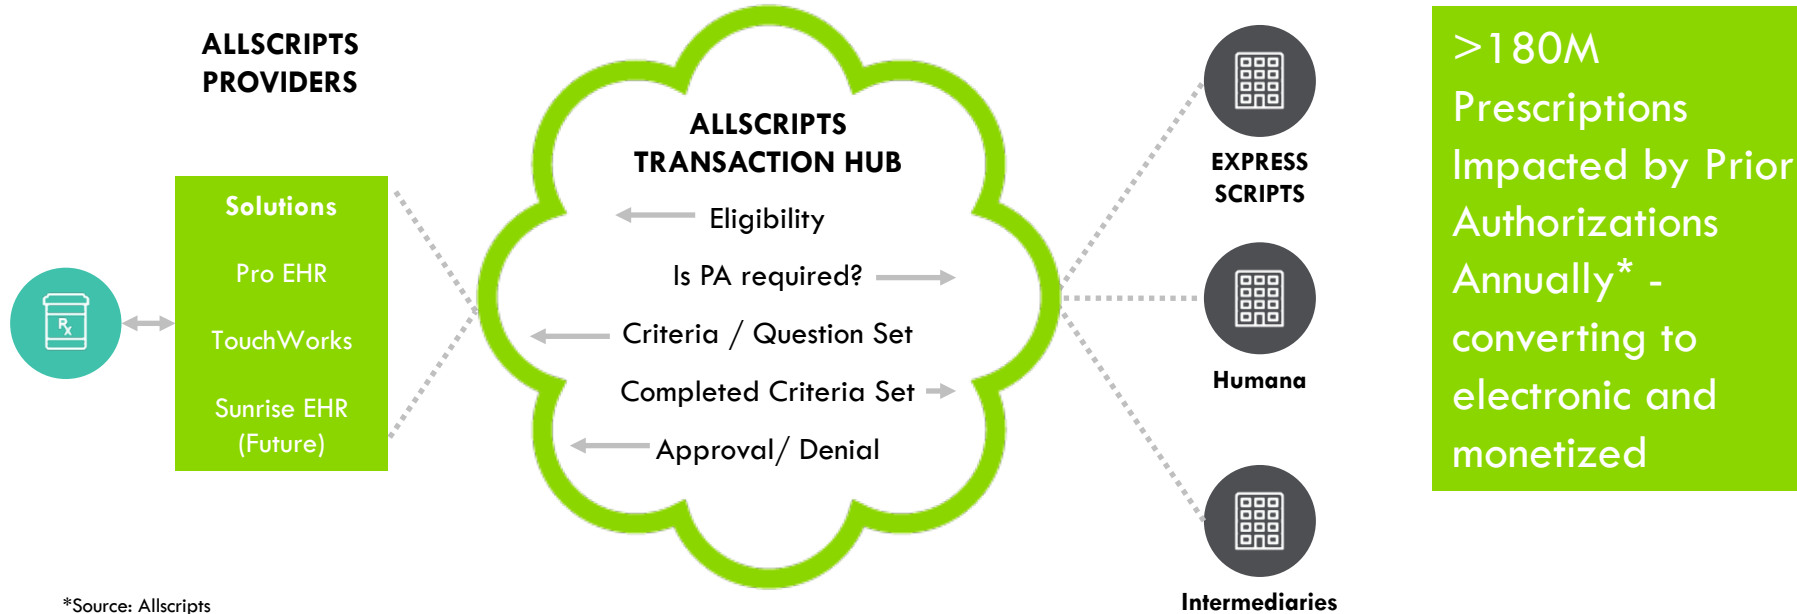 ALLSCRIPTS
PROVIDERS
Solutions
Pro EHR
TouchWorks
Sunrise EHR
(Future)
Rx
ALLSCRIPTS
TRANSACTION HUB
Eligibility
Is PA required?
Criteria / Question Set
Completed Criteria Set
Approval/ Denial
EXPRESS
SCRIPTS
Humana
Intermediaries
>180M
Prescriptions
Impacted by Prior
Authorizations
Annually* -
converting to
electronic and
monetized
*Source: Allscripts